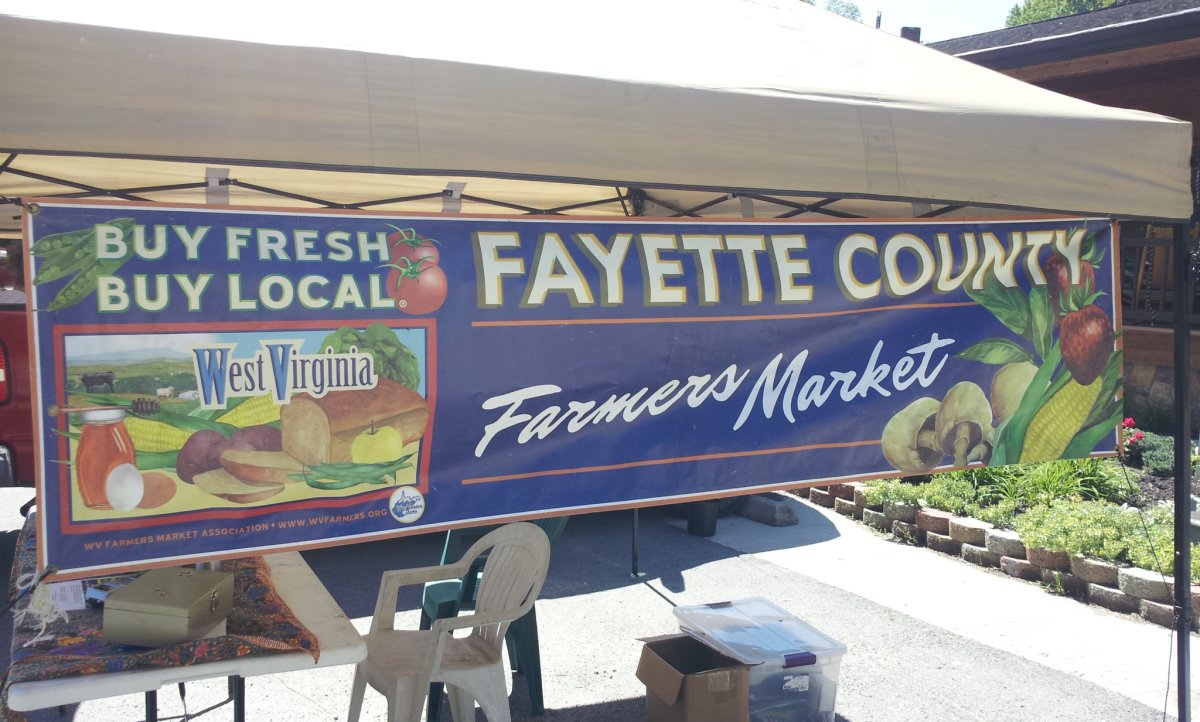 BUY FRESH
BUY LOCAL®
West Virginia
WV FARMERS MARKET ASSOCIATION • WWW.WVFARMERS.ORG
FAYETTE COUNTY
Farmers Market